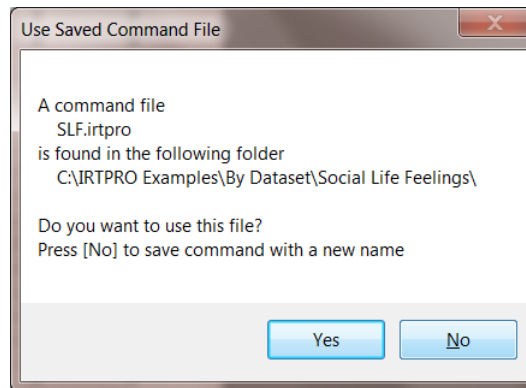 Use Saved Command File
A command file
SLF.irtpro
is found in the following folder
C:\IRTPRO Examples\By Dataset\Social Life Feelings\
Do you want to use this file?
Press [No] to save command with a new name
Yes
No